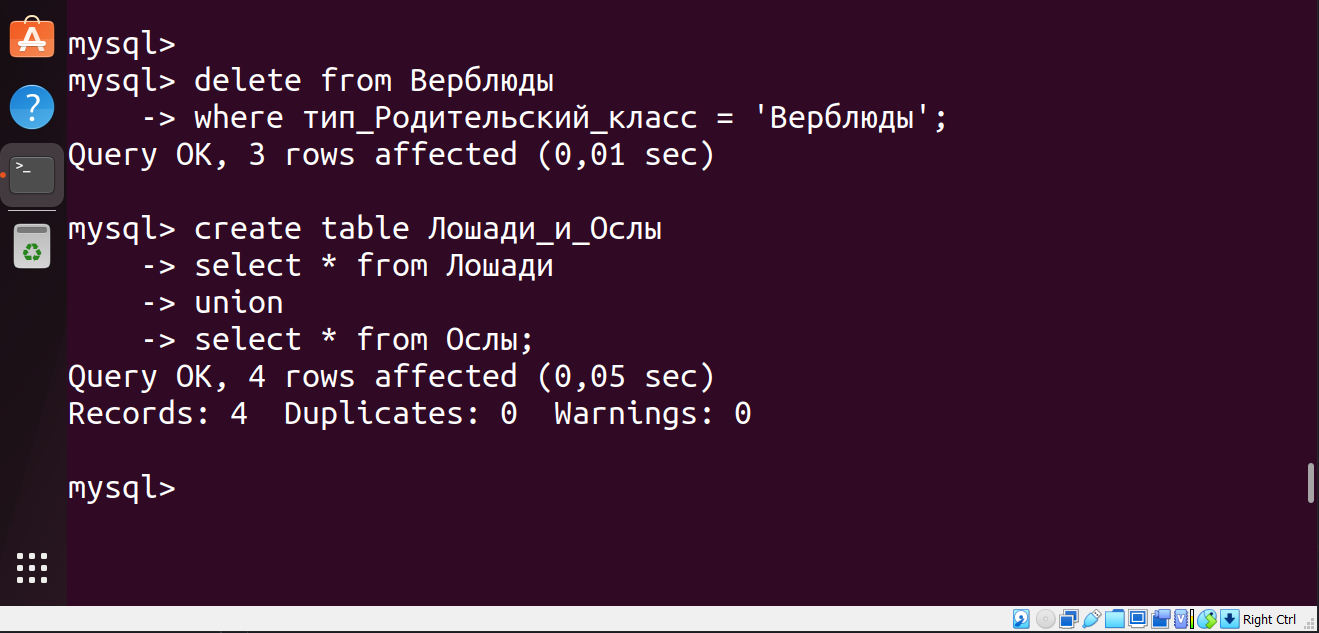 mysql>
mysql> delete from Верблюды
    -> where тип_Родительский_класс = 'Верблюды';
Query OK, 3 rows affected (0,01 sec)
mysql> create table Лошади_и_Ослы
    -> select * from Лошади
    -> union
    -> select * from Ослы;
Query OK, 4 rows affected (0,05 sec)
Records: 4  Duplicates: 0  Warnings: 0
mysql>
Right Ctrl